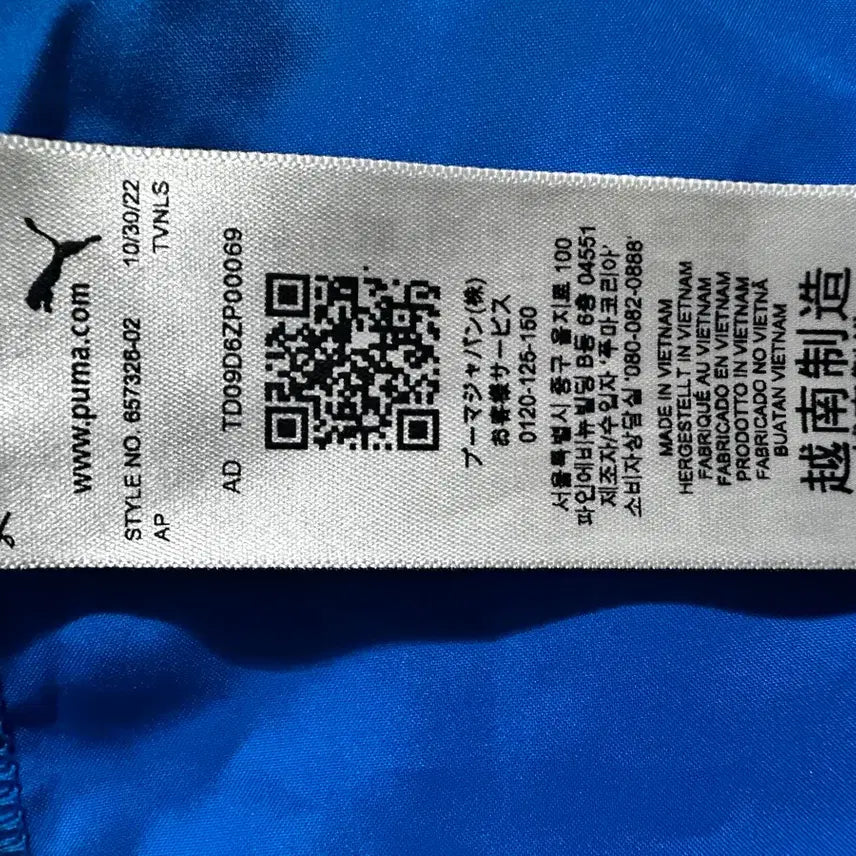 www.puma.com
STYLE NO. 657328-02 10/30/22
AP TVNLS
AD TD09D6ZP00069
プーマジャパン(株)
お客様サービス
0120-125-150
서울특별시 중구 을지로 100
파인에비뉴빌딩 B동 6층 04551
제조자/수입자 '푸마코리아'
소비자상담실 '080-082-0888'
MADE IN VIETNAM
HERGESTELLT IN VIETNAM
FABRIQUÉ AU VIETNAM
FABRICADO EN VIETNAM
PRODOTTO IN VIETNAM
FABRICADO NO VIETNÃ
BUATAN VIETNAM
越南制造